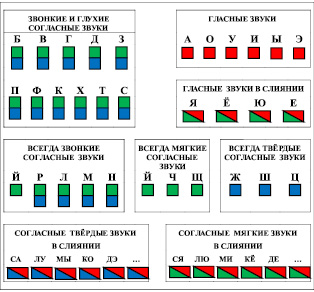 ЗВОНКИЕ И ГЛУХИЕ
СОГЛАСНЫЕ ЗВУКИ
Б В Г Д З
П Ф К Х Т С
ГЛАСНЫЕ ЗВУКИ
А О У И Ы Э
ГЛАСНЫЕ ЗВУКИ В СЛИЯНИИ
Я Ё Ю Е
ВСЕГДА ЗВОНКИЕ
СОГЛАСНЫЕ ЗВУКИ
Й Р Л М Н
ВСЕГДА МЯГКИЕ
СОГЛАСНЫЕ
ЗВУКИ
Й Ч Щ
ВСЕГДА ТВЁРДЫЕ
СОГЛАСНЫЕ ЗВУКИ
Ж Ш Ц
СОГЛАСНЫЕ ТВЁРДЫЕ ЗВУКИ
В СЛИЯНИИ
СА ЛУ МЫ КО ДЭ ...
СОГЛАСНЫЕ МЯГКИЕ ЗВУКИ
В СЛИЯНИИ
СЯ ЛЮ МИ КЁ ДЕ ...